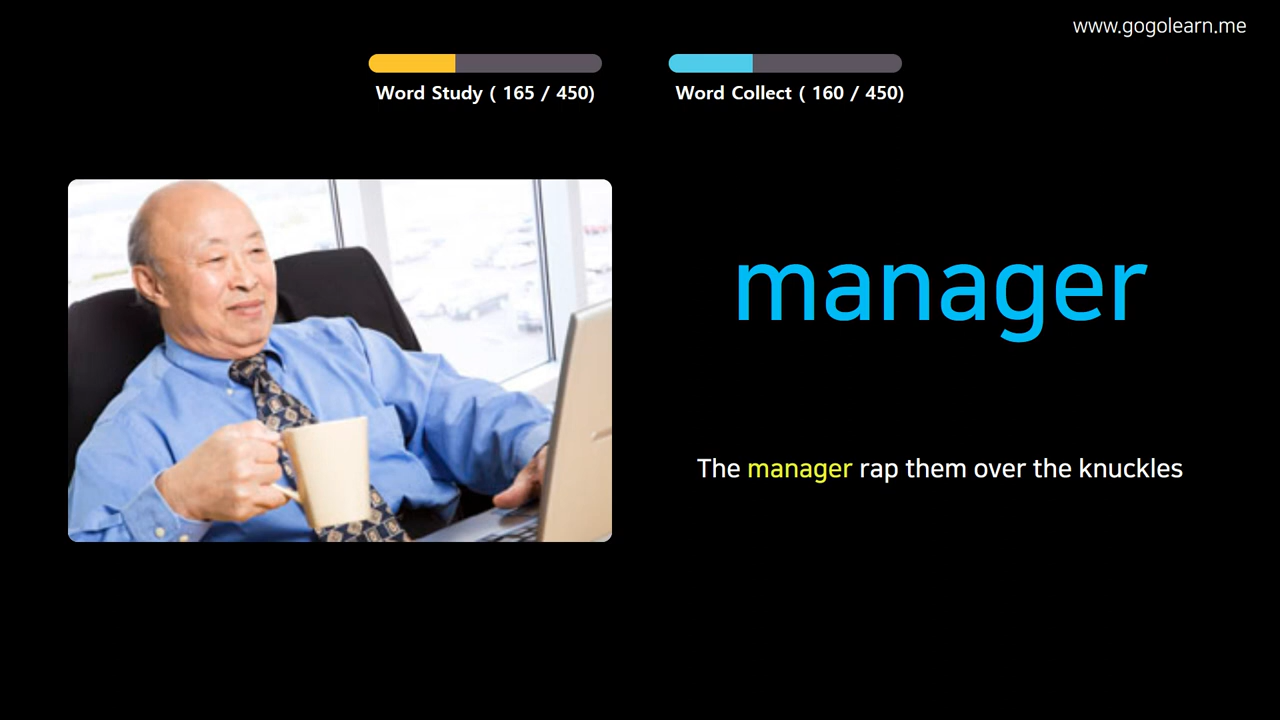 www.gogolearn.me
Word Study ( 165 / 450)
Word Collect ( 160 / 450)
manager
The manager rap them over the knuckles